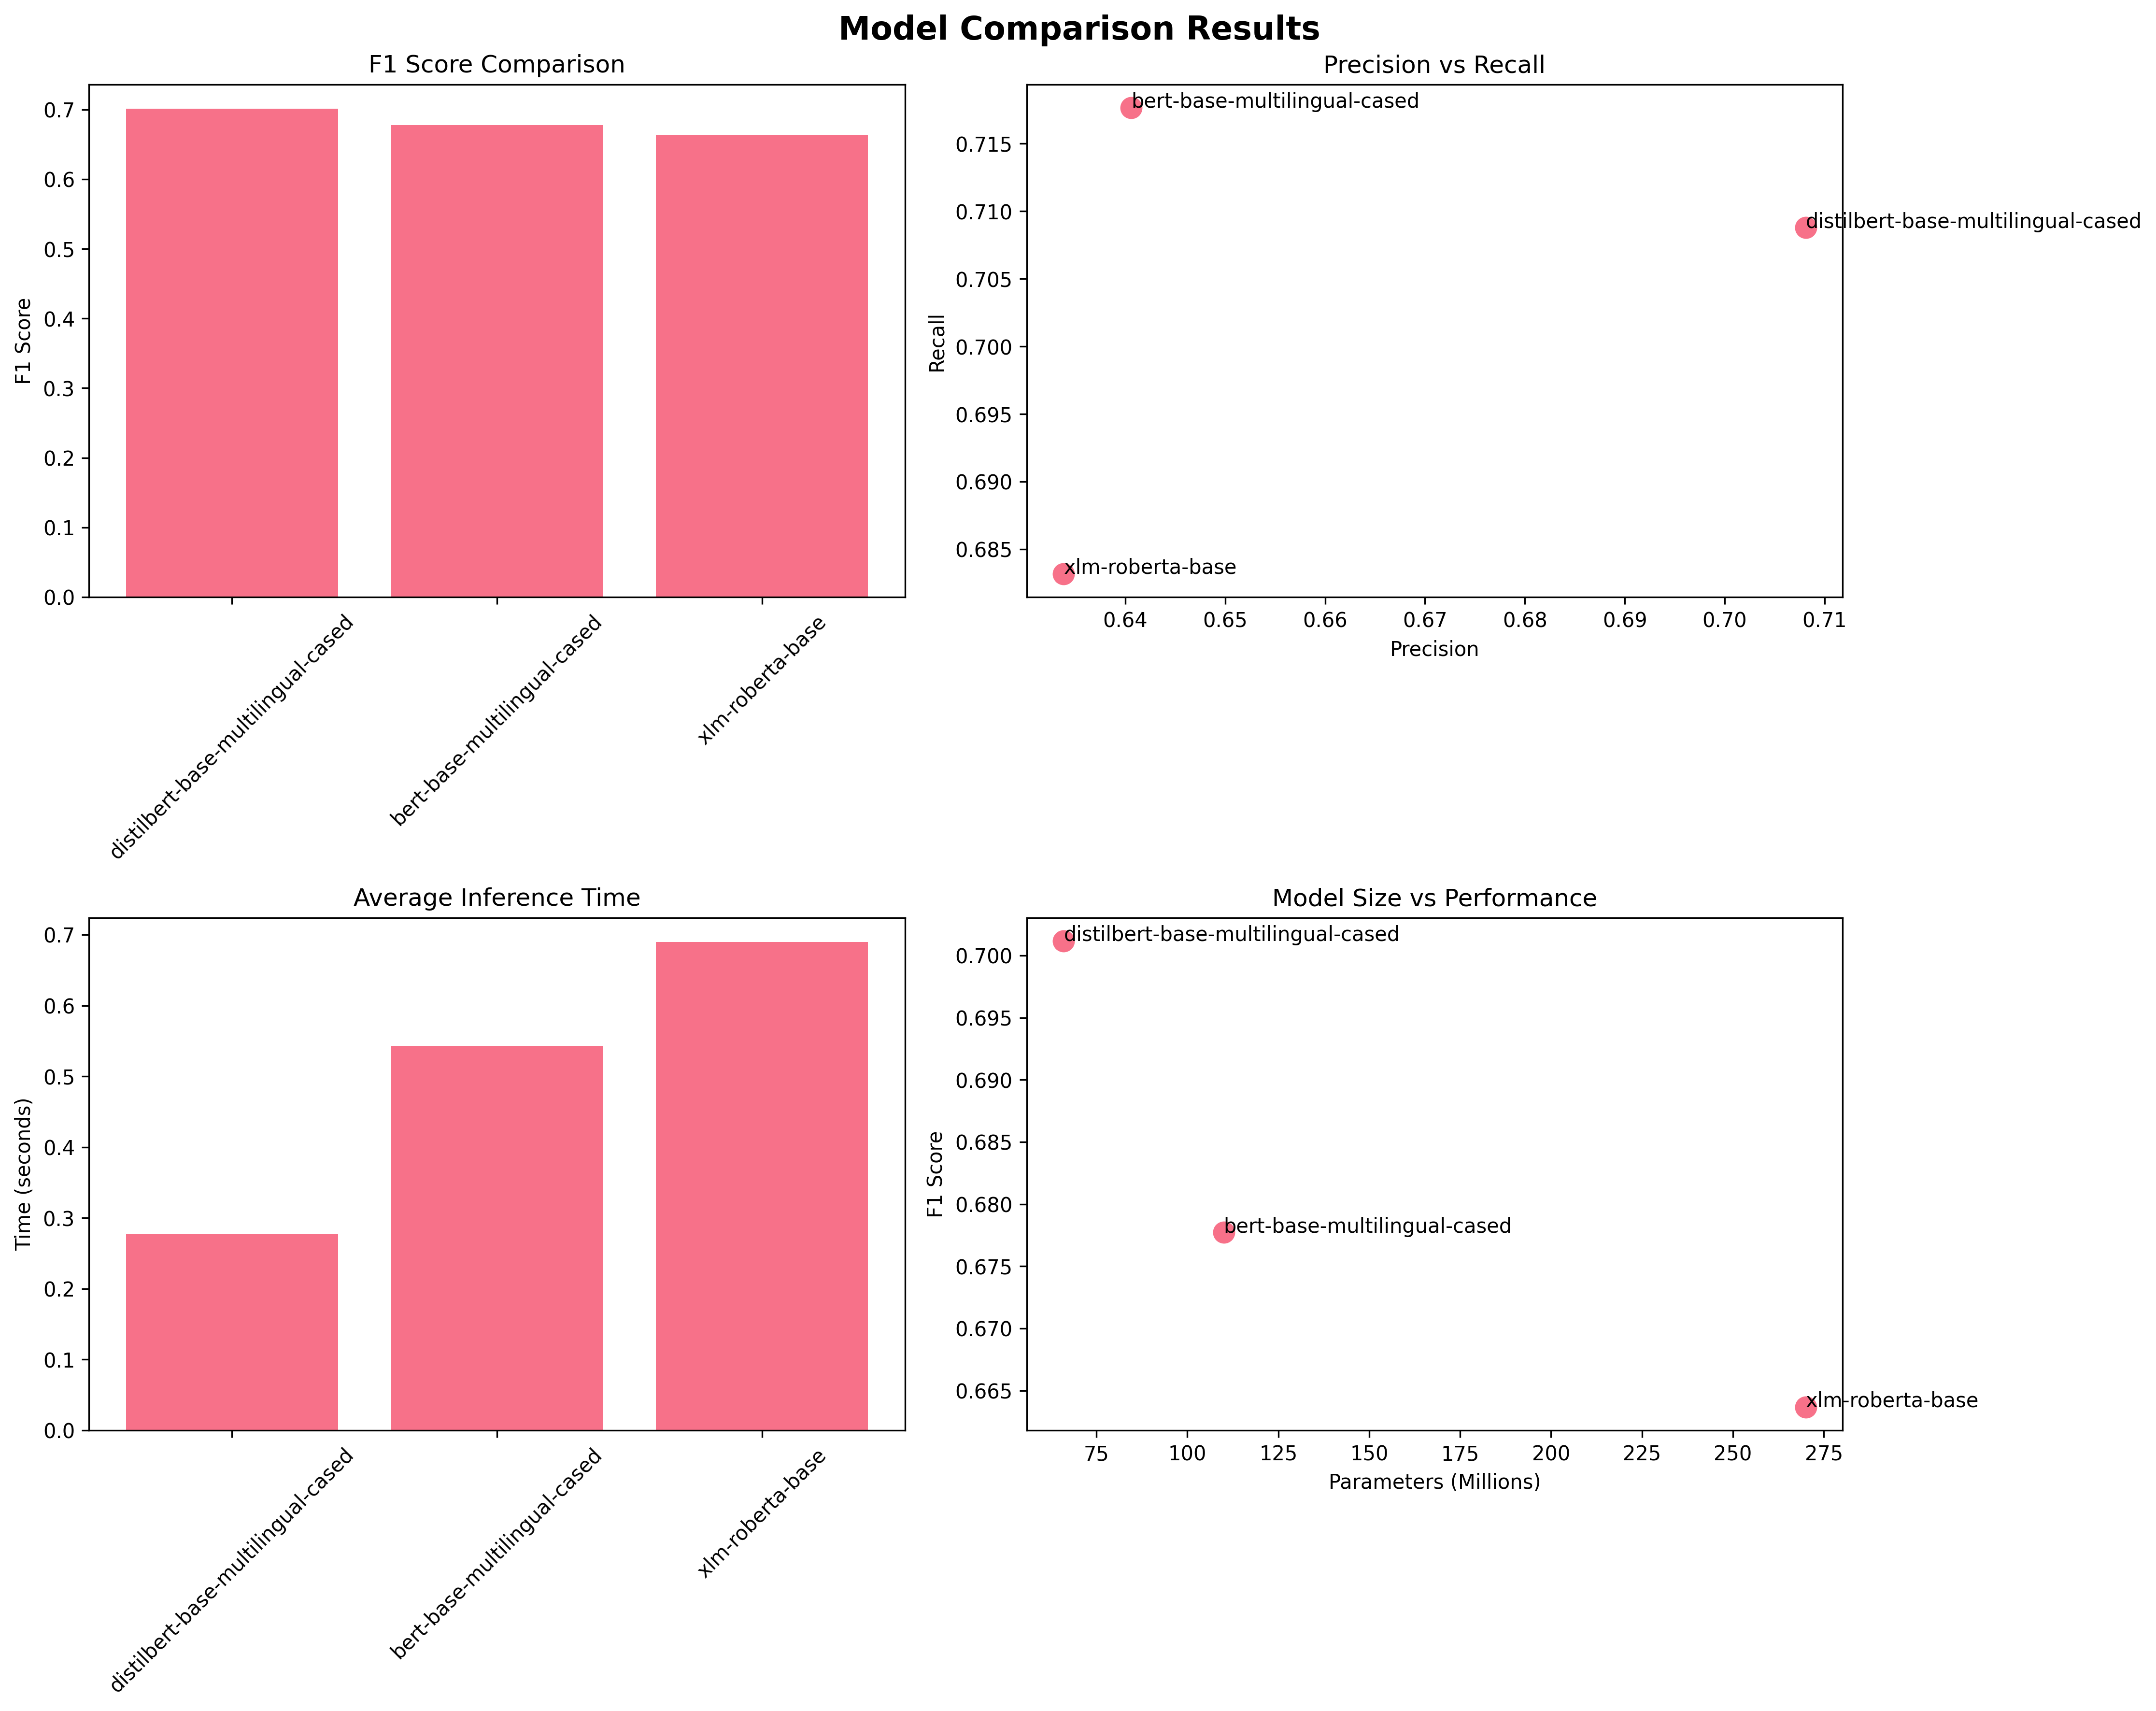 Model Comparison Results
F1 Score Comparison
F1 Score
0.7
0.6
0.5
0.4
0.3
0.2
0.1
0.0
distilbert-base-multilingual-cased
bert-base-multilingual-cased
xlm-roberta-base
Precision vs Recall
Recall
0.715
0.710
0.705
0.700
0.695
0.690
0.685
bert-base-multilingual-cased
distilbert-base-multilingual-cased
xlm-roberta-base
0.64 0.65 0.66 0.67 0.68 0.69 0.70 0.71
Precision
Average Inference Time
Time (seconds)
0.7
0.6
0.5
0.4
0.3
0.2
0.1
0.0
distilbert-base-multilingual-cased
bert-base-multilingual-cased
xlm-roberta-base
Model Size vs Performance
F1 Score
0.700
0.695
0.690
0.685
0.680
0.675
0.670
0.665
distilbert-base-multilingual-cased
bert-base-multilingual-cased
xlm-roberta-base
75 100 125 150 175 200 225 250 275
Parameters (Millions)